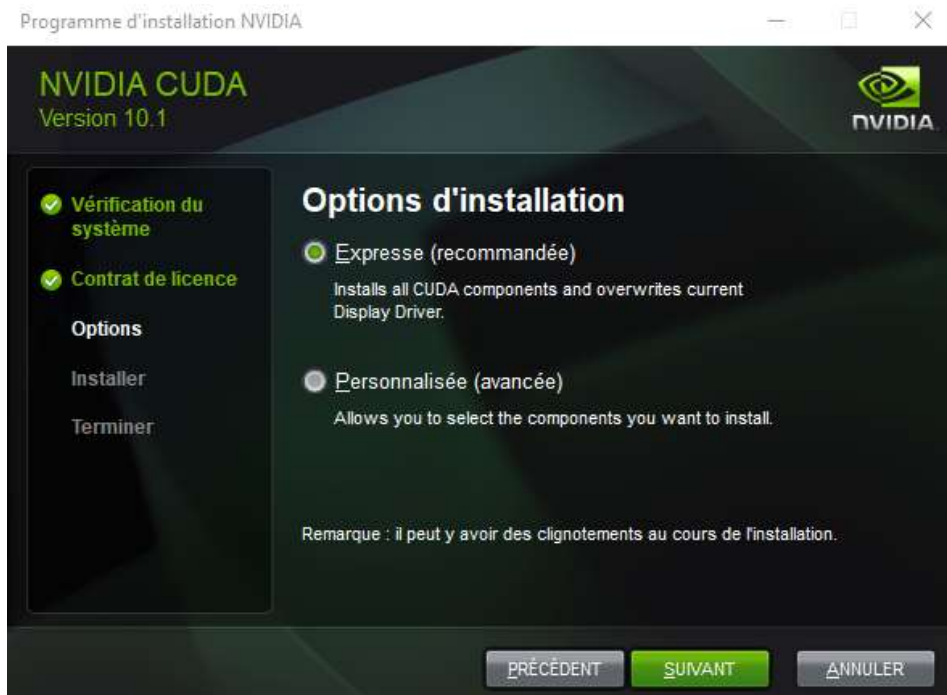 Programme d'installation NVIDIA
NVIDIA CUDA
Version 10.1
NVIDIA
Vérification du
système
Contrat de licence
Options
Installer
Terminer
Options d'installation
Expresse (recommandée)
Installs all CUDA components and overwrites current
Display Driver.
Personnalisée (avancée)
Allows you to select the components you want to install.
Remarque : il peut y avoir des clignotements au cours de l'installation.
PRÉCÉDENT
SUIVANT
ANNULER